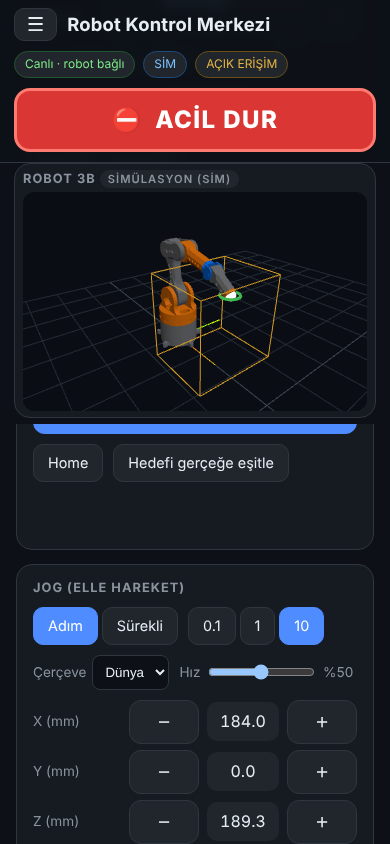 ☰ Robot Kontrol Merkezi
Canlı · robot bağlı SİM AÇIK ERİŞİM
⛔ ACİL DUR
ROBOT 3B SİMÜLASYON (SİM)
Home Hedefi gerçeğe eşitle
JOG (ELLE HAREKET)
Adım Sürekli 0.1 1 10
Çerçeve Dünya Hız %50
X (mm) − 184.0 +
Y (mm) − 0.0 +
Z (mm) − 189.3 +